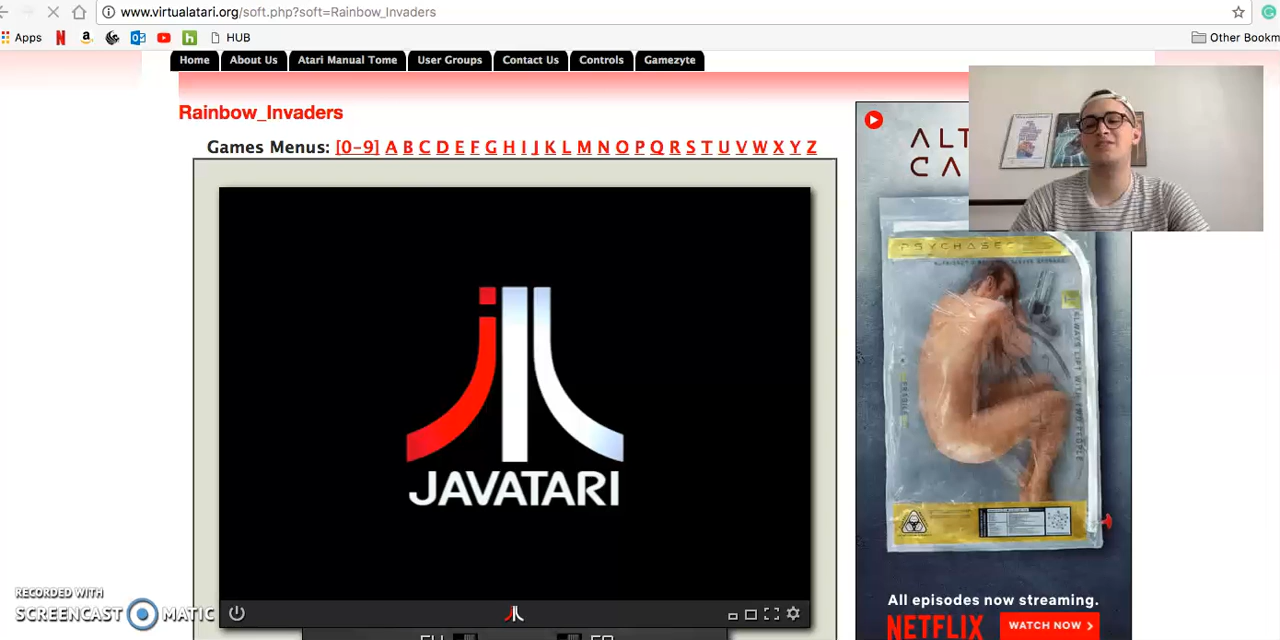 www.virtualatari.org/soft.php?soft=Rainbow_Invaders
Apps
HUB
Other Bookm
Home
About Us
Atari Manual Tome
User Groups
Contact Us
Controls
Gamezyte
Rainbow_Invaders
Games Menus: [0-9] A B C D E F G H I J K L M N O P Q R S T U V W X Y Z
ALT
CA
PSYCHASE
JAVATARI
All episodes now streaming.
NETFLIX
WATCH NOW
RECORDED WITH
SCREENCAST MATIC